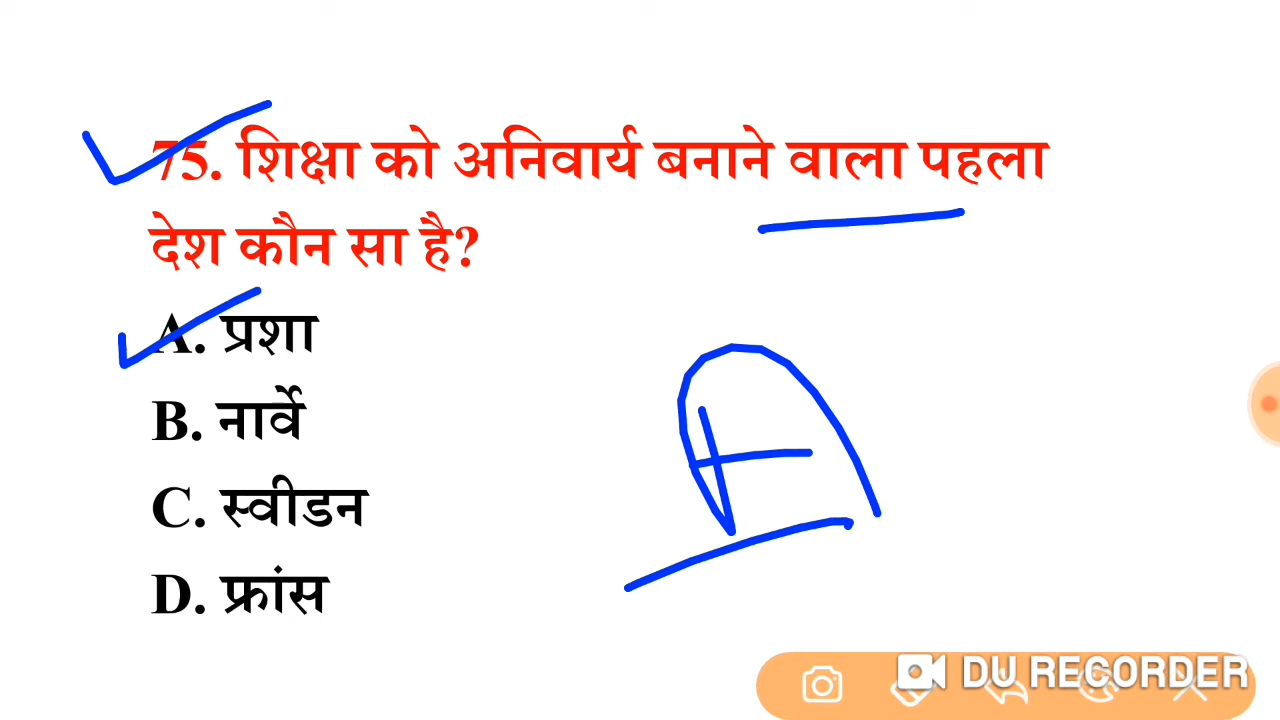 75. शिक्षा को अनिवार्य बनाने वाला पहला
देश कौन सा है?
A. प्रशा
B. नार्वे
C. स्वीडन
D. फ्रांस
A
DU RECORDER